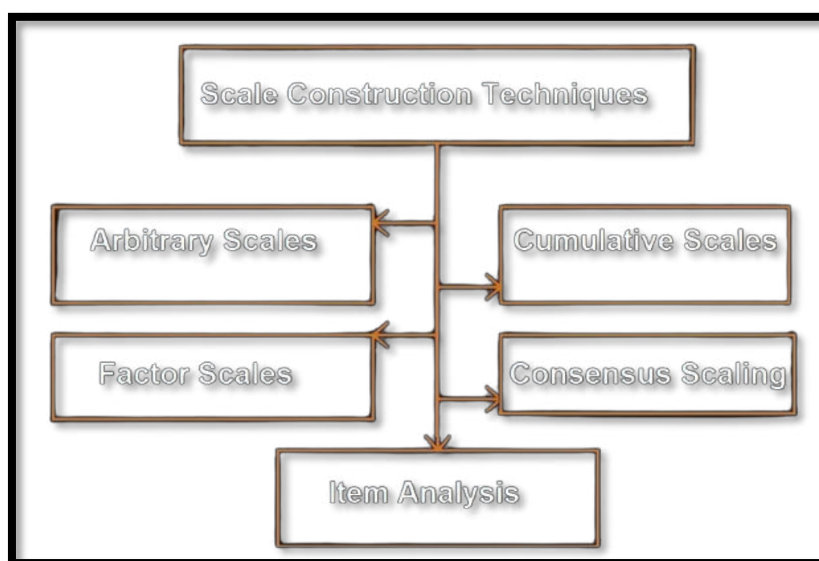 Scale Construction Techniques
Arbitrary Scales
Cumulative Scales
Factor Scales
Consensus Scaling
Item Analysis